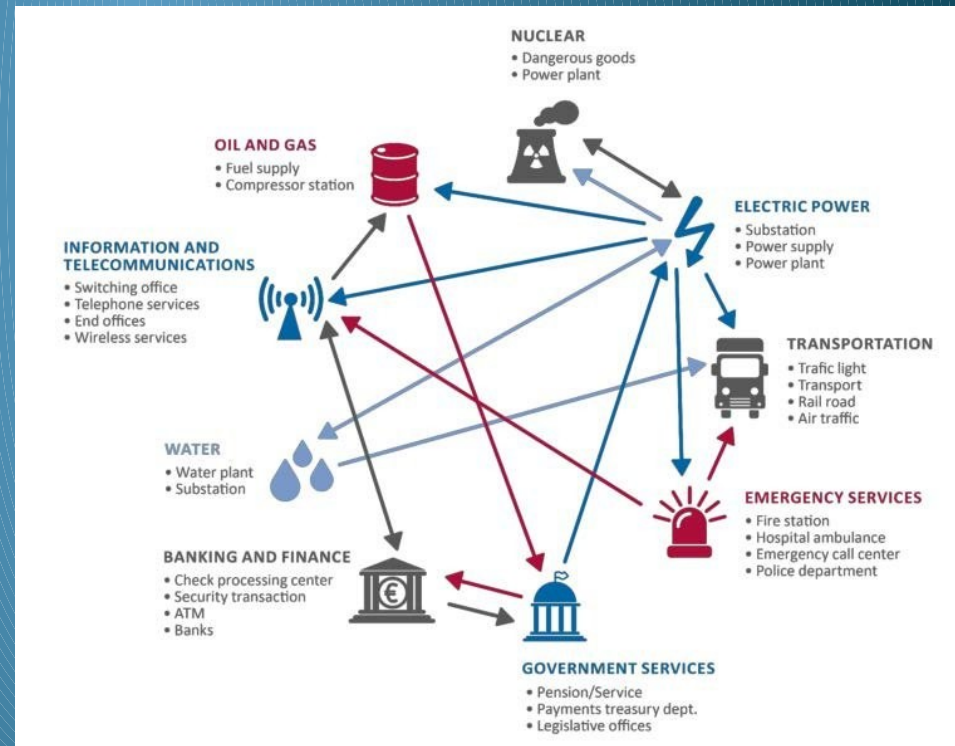 NUCLEAR
• Dangerous goods
• Power plant
OIL AND GAS
• Fuel supply
• Compressor station
ELECTRIC POWER
• Substation
• Power supply
• Power plant
INFORMATION AND
TELECOMMUNICATIONS
• Switching office
• Telephone services
• End offices
• Wireless services
TRANSPORTATION
• Trafic light
• Transport
• Rail road
• Air traffic
WATER
• Water plant
• Substation
EMERGENCY SERVICES
• Fire station
• Hospital ambulance
• Emergency call center
• Police department
BANKING AND FINANCE
• Check processing center
• Security transaction
• ATM
• Banks
€
GOVERNMENT SERVICES
• Pension/Service
• Payments treasury dept.
• Legislative offices